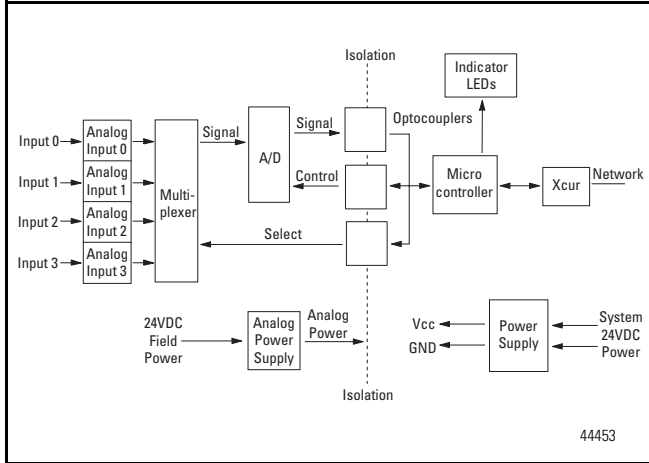 Isolation
Indicator
LEDs
Optocouplers
Input 0
Analog
Input 0
Signal
Signal
A/D
Input 1
Analog
Input 1
Multi-
plexer
Control
Micro
controller
Xcur
Network
Input 2
Analog
Input 2
Select
Input 3
Analog
Input 3
24VDC
Field
Power
Analog
Power
Supply
Analog
Power
Vcc
GND
Power
Supply
System
24VDC
Power
Isolation
44453